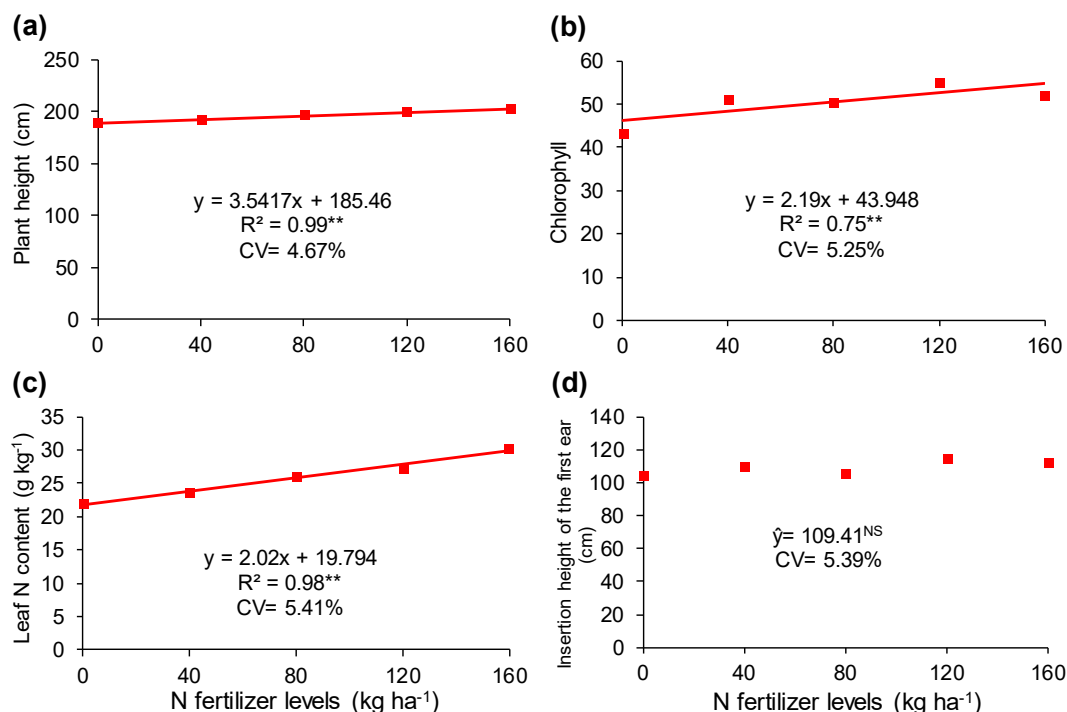 (a)
Plant height (cm)
250
200
150
100
50
0
y = 3.5417x + 185.46
R² = 0.99**
CV= 4.67%
0 40 80 120 160
(b)
Chlorophyll
60
50
40
30
20
10
0
y = 2.19x + 43.948
R² = 0.75**
CV= 5.25%
0 40 80 120 160
(c)
Leaf N content (g kg⁻¹)
35
30
25
20
15
10
5
0
y = 2.02x + 19.794
R² = 0.98**
CV= 5.41%
0 40 80 120 160
N fertilizer levels (kg ha⁻¹)
(d)
Insertion height of the first ear
(cm)
140
120
100
80
60
40
20
0
ŷ= 109.41ᴺˢ
CV= 5.39%
0 40 80 120 160
N fertilizer levels (kg ha⁻¹)